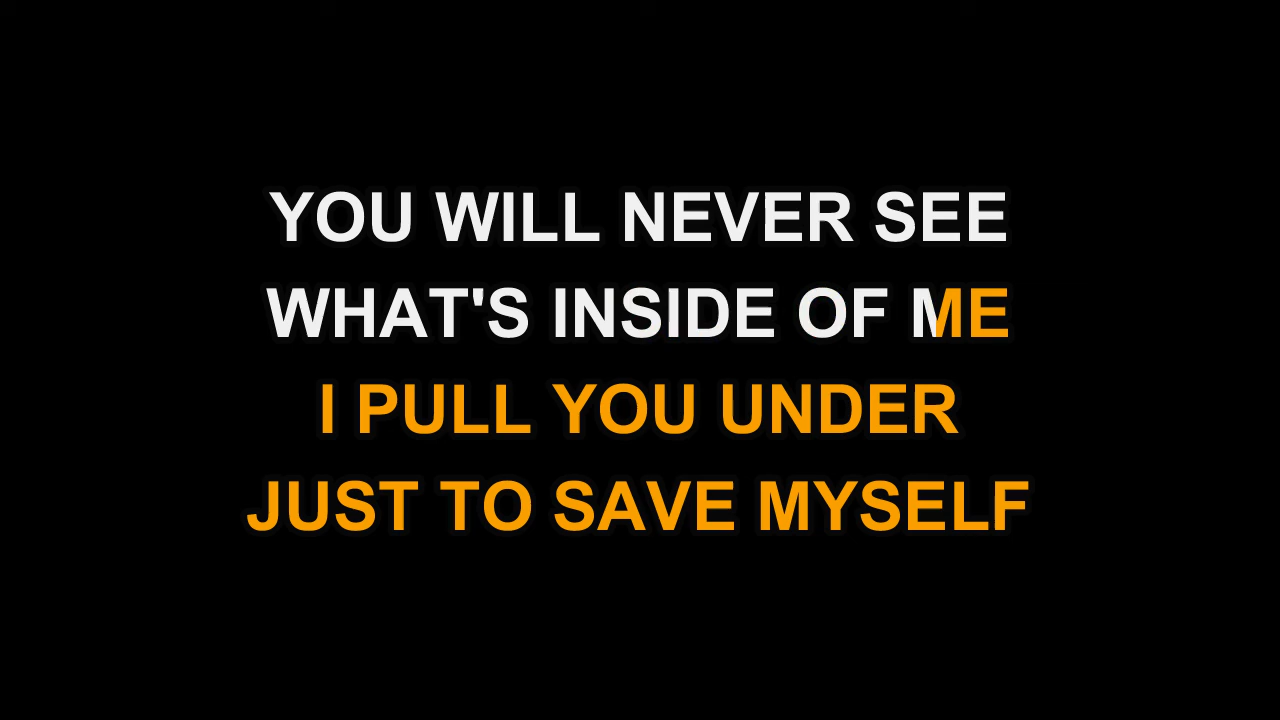 YOU WILL NEVER SEE
WHAT'S INSIDE OF ME
I PULL YOU UNDER
JUST TO SAVE MYSELF